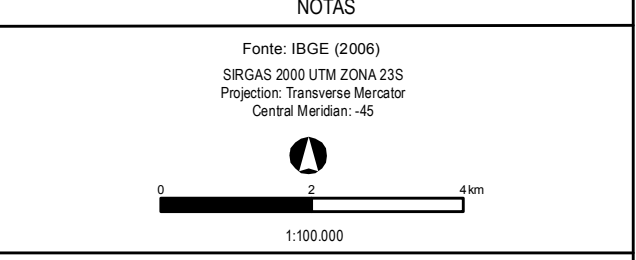 NOTAS
Fonte: IBGE (2006)
SIRGAS 2000 UTM ZONA 23S
Projection: Transverse Mercator
Central Meridian: -45
0 2 4 km
1:100.000